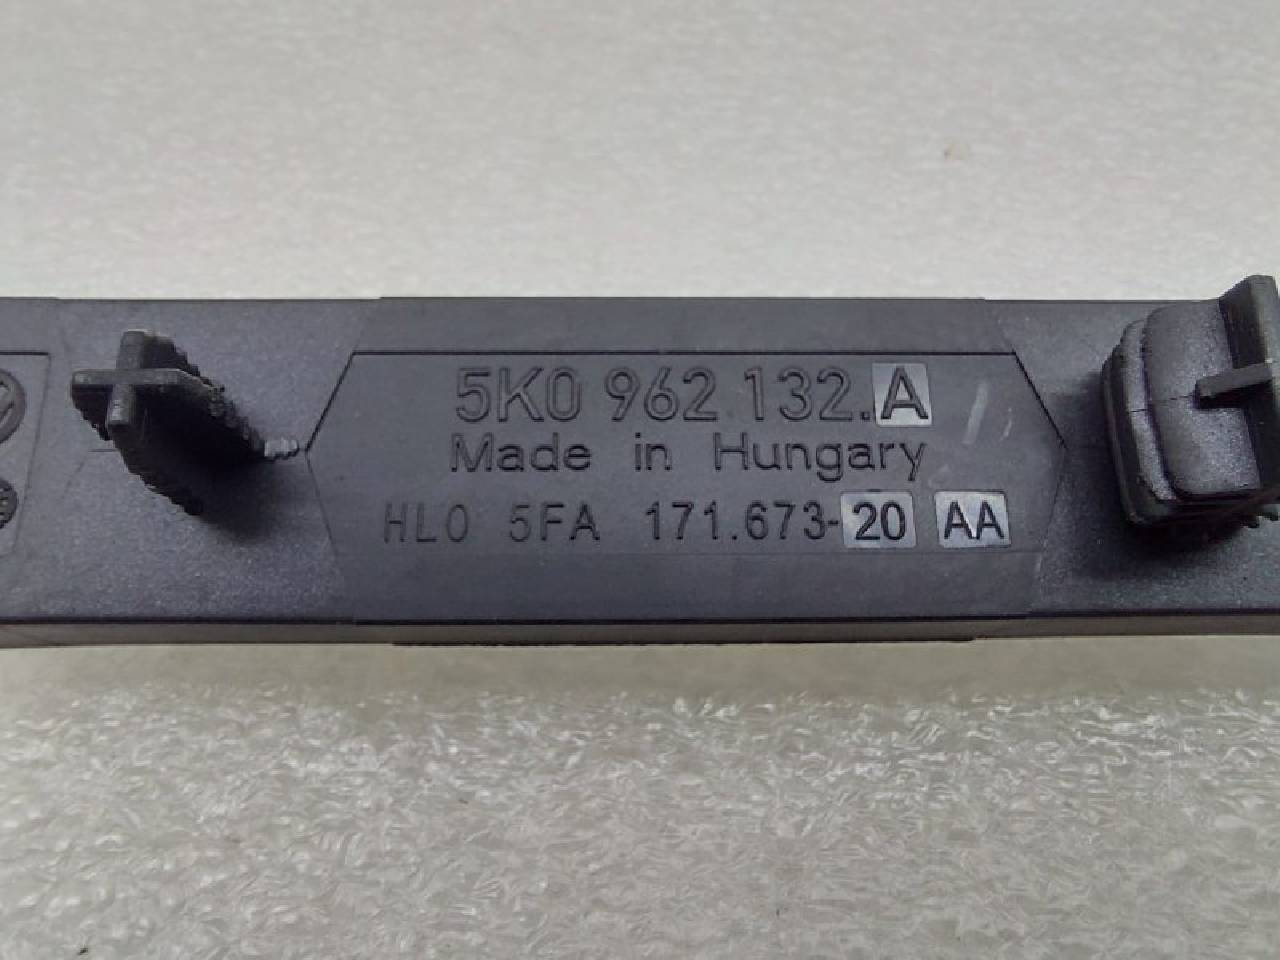 5K0 962 132.A
Made in Hungary
HL0 5FA 171.673-20 AA